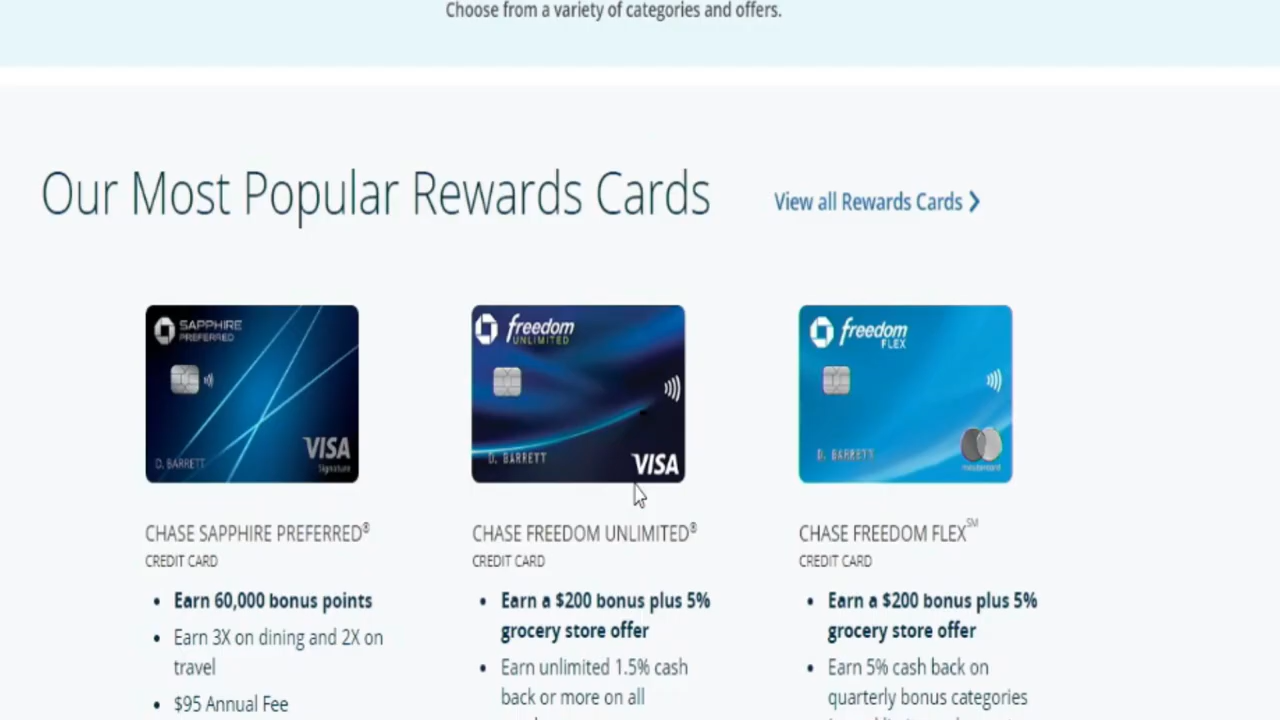 Choose from a variety of categories and offers.
Our Most Popular Rewards Cards
View all Rewards Cards ❯
SAPPHIRE
PREFERRED
VISA
Signature
D. BARRETT
freedom
UNLIMITED
D. BARRETT
VISA
freedom
FLEX
D. BARRETT
mastercard
CHASE SAPPHIRE PREFERRED®
CREDIT CARD
• Earn 60,000 bonus points
• Earn 3X on dining and 2X on
travel
• $95 Annual Fee
CHASE FREEDOM UNLIMITED®
CREDIT CARD
• Earn a $200 bonus plus 5%
grocery store offer
• Earn unlimited 1.5% cash
back or more on all
CHASE FREEDOM FLEX℠
CREDIT CARD
• Earn a $200 bonus plus 5%
grocery store offer
• Earn 5% cash back on
quarterly bonus categories